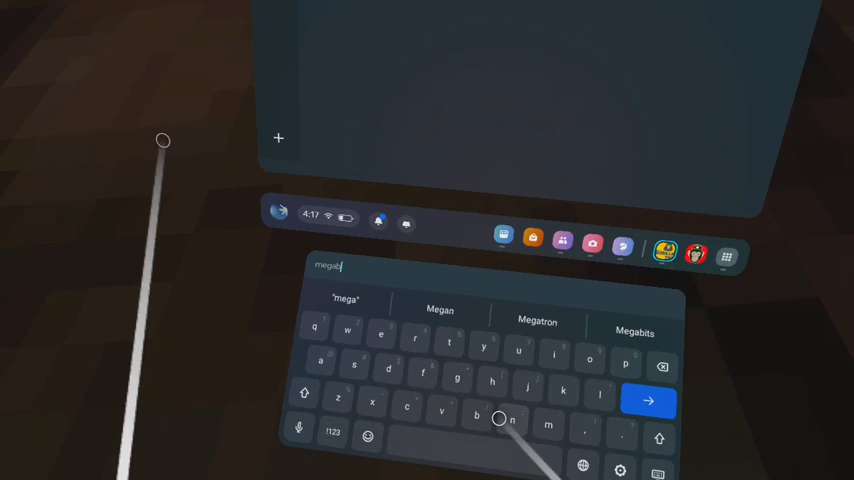 4:17
megab
"mega" Megan Megatron Megabits
q w e r t y u i o p
a s d f g h j k l
z x c v b n m , .
!123